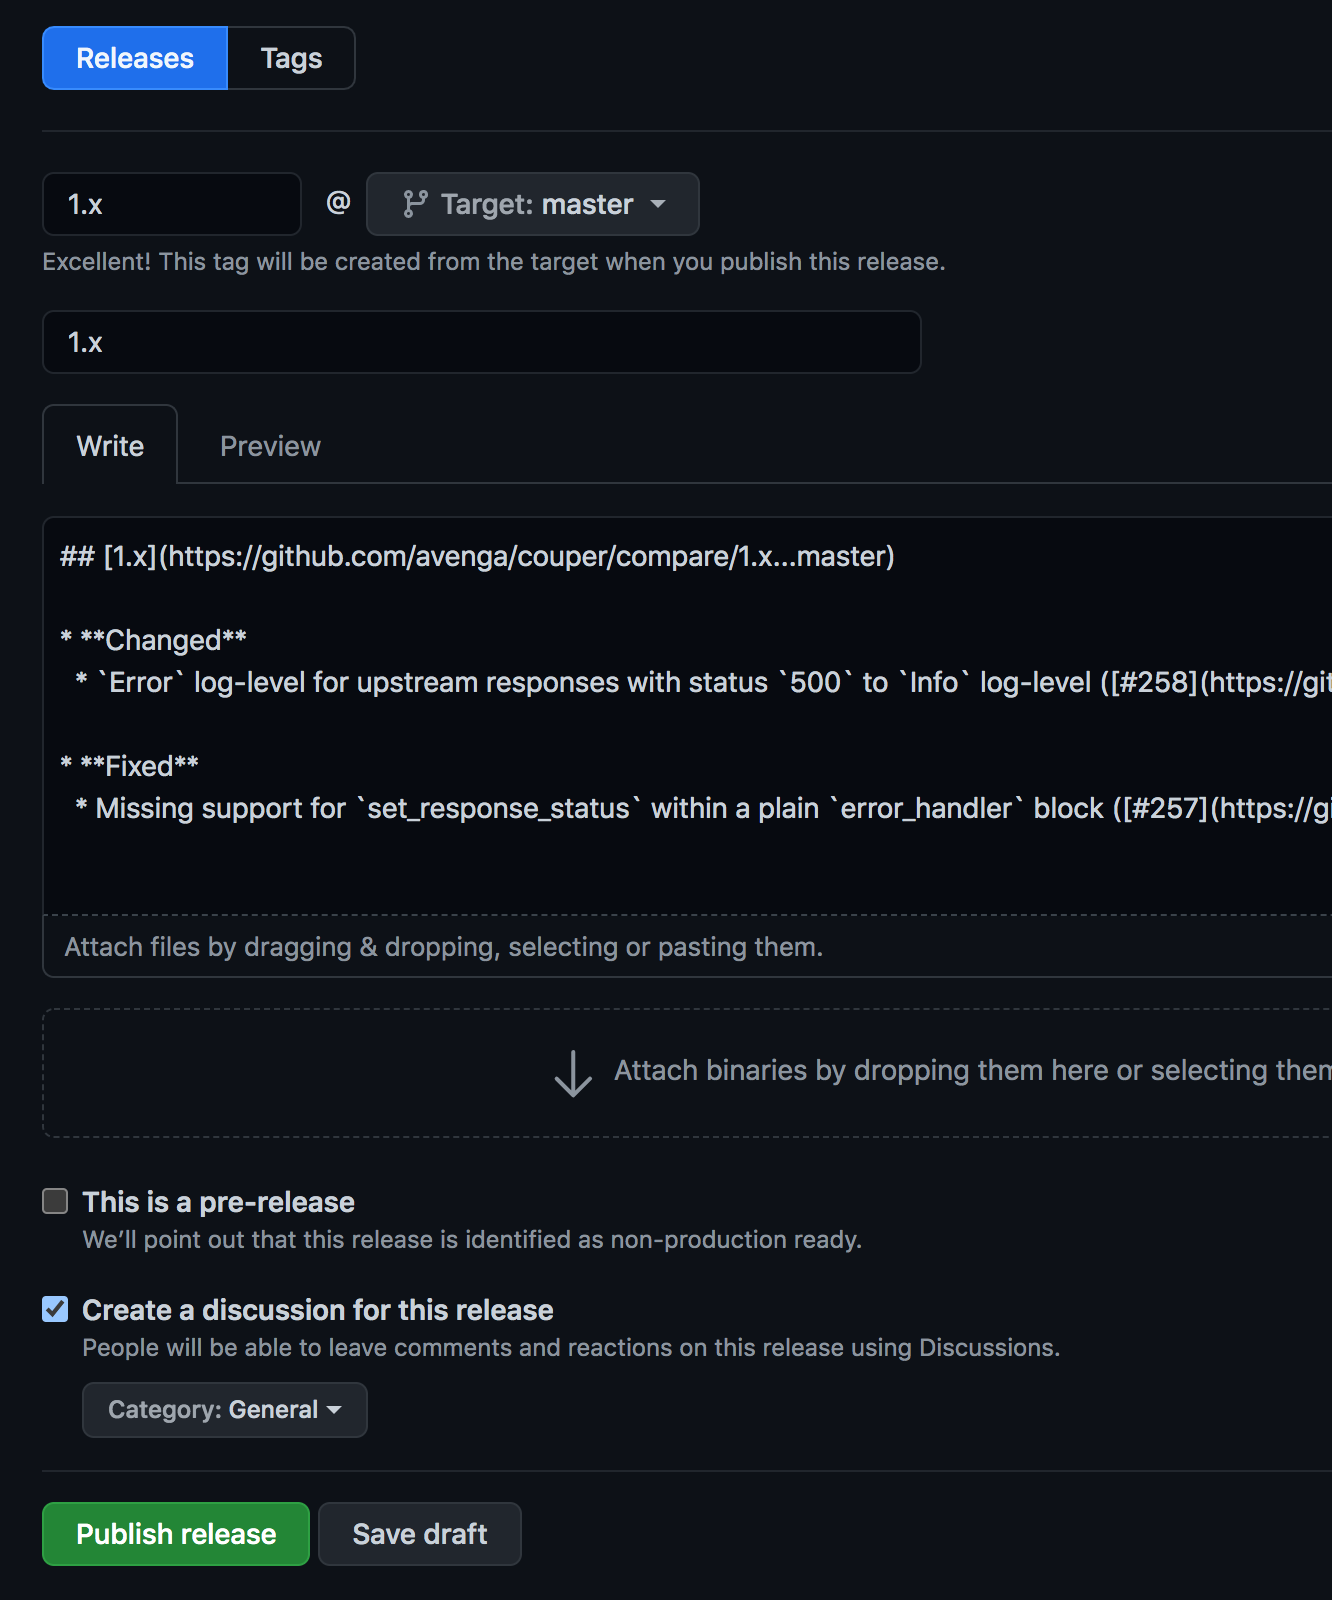 Releases Tags
1.x @ Target: master
Excellent! This tag will be created from the target when you publish this release.
1.x
Write Preview
## [1.x](https://github.com/avenga/couper/compare/1.x...master)
* **Changed**
* `Error` log-level for upstream responses with status `500` to `Info` log-level ([#258](https://git
* **Fixed**
* Missing support for `set_response_status` within a plain `error_handler` block ([#257](https://gi
Attach files by dragging & dropping, selecting or pasting them.
Attach binaries by dropping them here or selecting them
This is a pre-release
We’ll point out that this release is identified as non-production ready.
Create a discussion for this release
People will be able to leave comments and reactions on this release using Discussions.
Category: General
Publish release Save draft